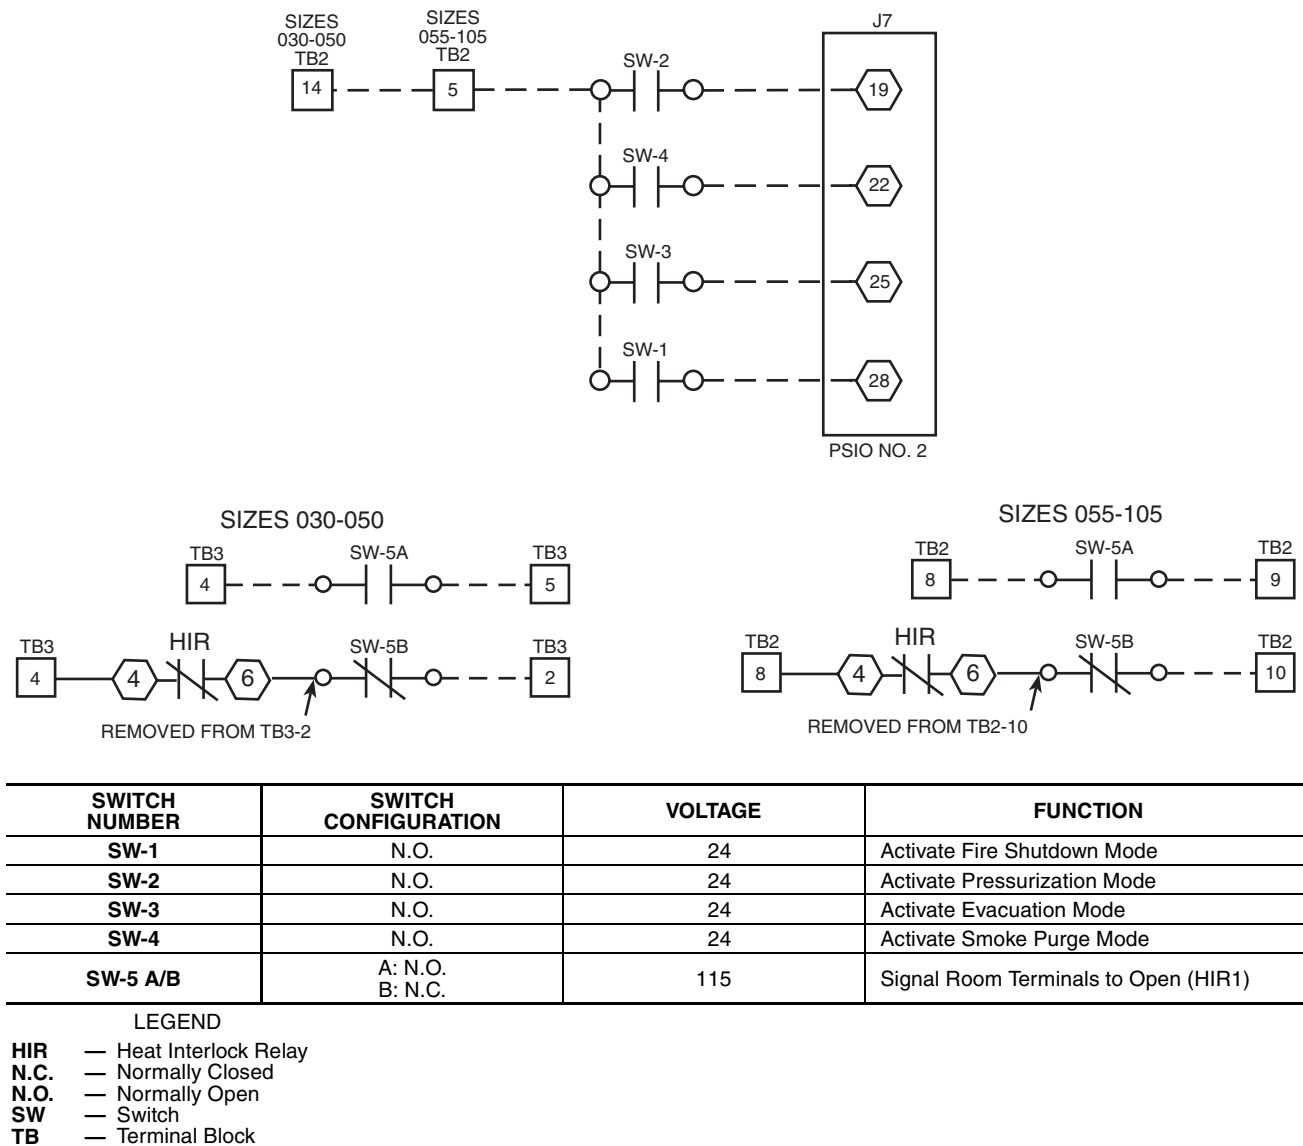 SIZES
030-050
TB2
SIZES
055-105
TB2
J7
14
5
SW-2
19
SW-4
22
SW-3
25
SW-1
28
PSIO NO. 2
SIZES 030-050
TB3
SW-5A
TB3
4
5
TB3
HIR
SW-5B
TB3
4
4
6
2
REMOVED FROM TB3-2
SIZES 055-105
TB2
SW-5A
TB2
8
9
TB2
HIR
SW-5B
TB2
8
4
6
10
REMOVED FROM TB2-10
SWITCH
NUMBER
SWITCH
CONFIGURATION
VOLTAGE
FUNCTION
SW-1 N.O. 24 Activate Fire Shutdown Mode
SW-2 N.O. 24 Activate Pressurization Mode
SW-3 N.O. 24 Activate Evacuation Mode
SW-4 N.O. 24 Activate Smoke Purge Mode
SW-5 A/B
A: N.O.
B: N.C.
115
Signal Room Terminals to Open (HIR1)
LEGEND
HIR — Heat Interlock Relay
N.C. — Normally Closed
N.O. — Normally Open
SW — Switch
TB — Terminal Block